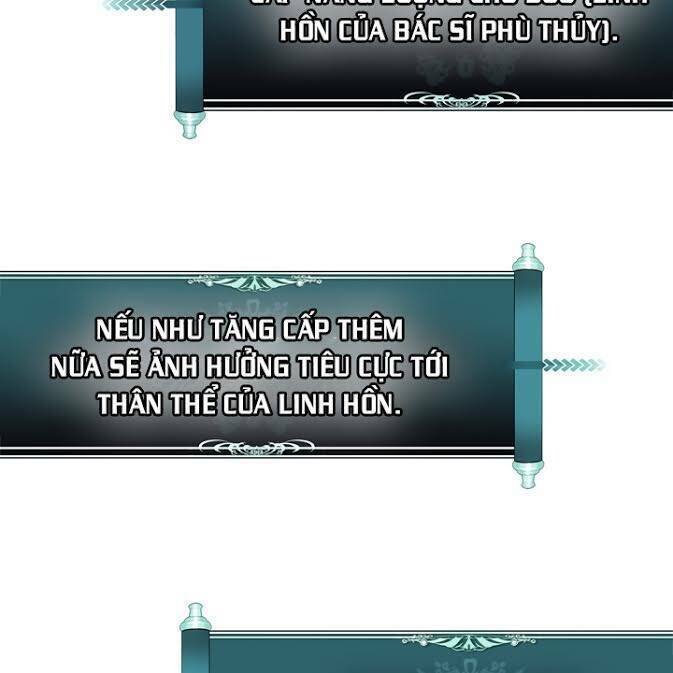 HỒN CỦA BÁC SĨ PHÙ THỦY).
NẾU NHƯ TĂNG CẤP THÊM
NỮA SẼ ẢNH HƯỞNG TIÊU CỰC TỚI
THÂN THỂ CỦA LINH HỒN.